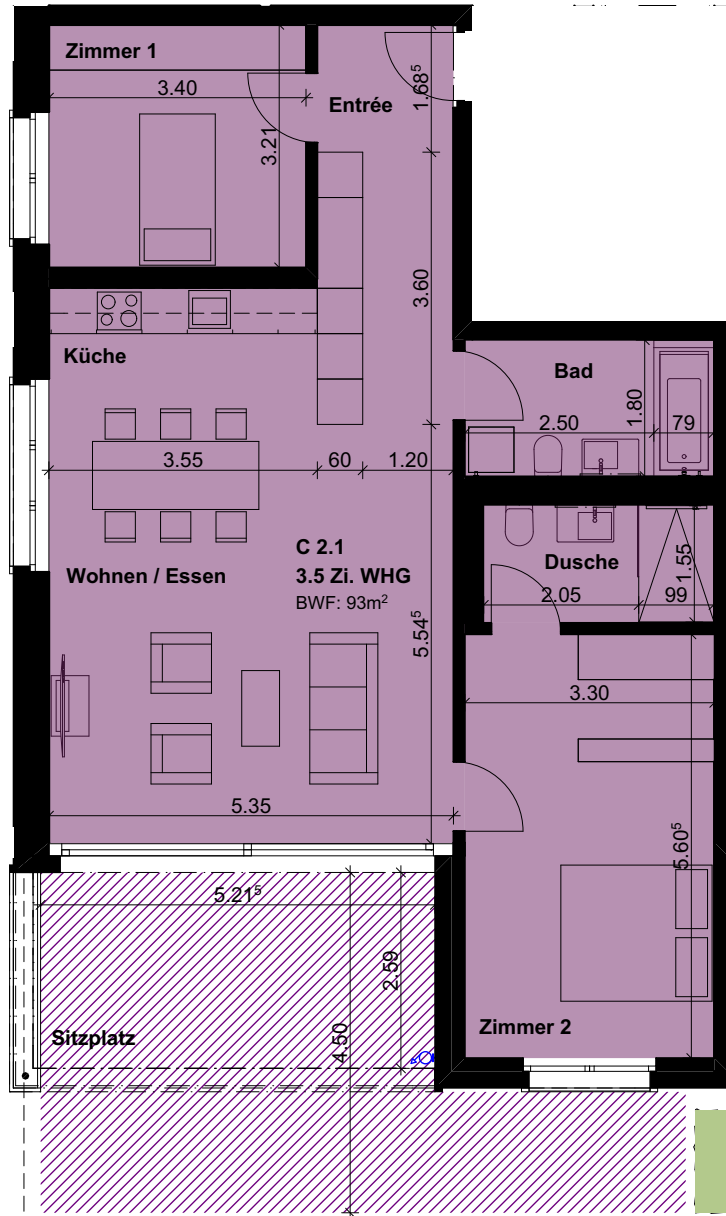 Zimmer 1
3.40
3.21
Entrée
1.68⁵
3.60
Küche
Bad
1.80
2.50
79
3.55
60
1.20
Wohnen / Essen
C 2.1
3.5 Zi. WHG
BWF: 93m²
5.54⁵
Dusche
1.55
2.05
99
3.30
5.35
5.60⁵
5.21⁵
2.59
4.50
Sitzplatz
Zimmer 2